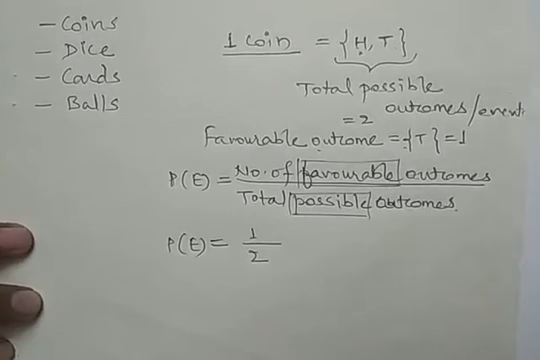 - Coins
- Dice
- Cards
- Balls
1 coin = {H, T}
Total possible
outcomes/event
= 2
Favourable outcome = {T} = 1
P(E) = No. of favourable outcomes
Total possible outcomes.
P(E) = 1
2